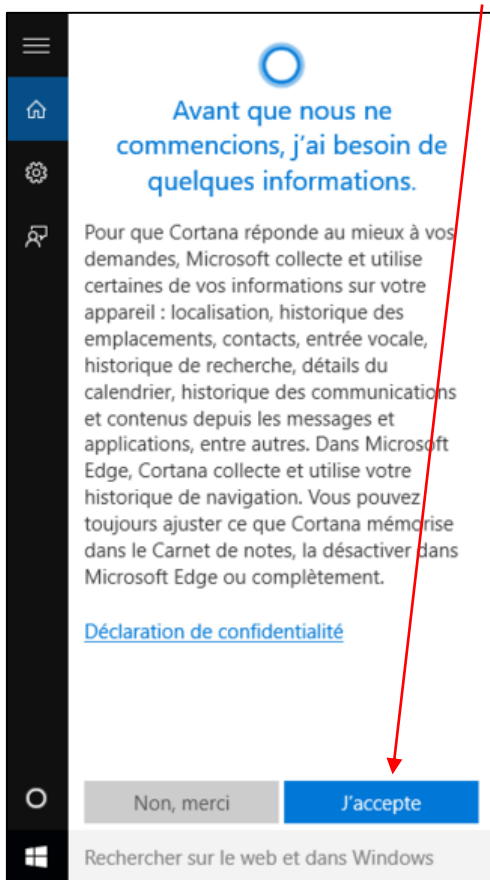 Avant que nous ne
commencions, j'ai besoin de
quelques informations.
Pour que Cortana réponde au mieux à vos
demandes, Microsoft collecte et utilise
certaines de vos informations sur votre
appareil : localisation, historique des
emplacements, contacts, entrée vocale,
historique de recherche, détails du
calendrier, historique des communications
et contenus depuis les messages et
applications, entre autres. Dans Microsoft
Edge, Cortana collecte et utilise votre
historique de navigation. Vous pouvez
toujours ajuster ce que Cortana mémorise
dans le Carnet de notes, la désactiver dans
Microsoft Edge ou complètement.
Déclaration de confidentialité
Non, merci J'accepte
Rechercher sur le web et dans Windows